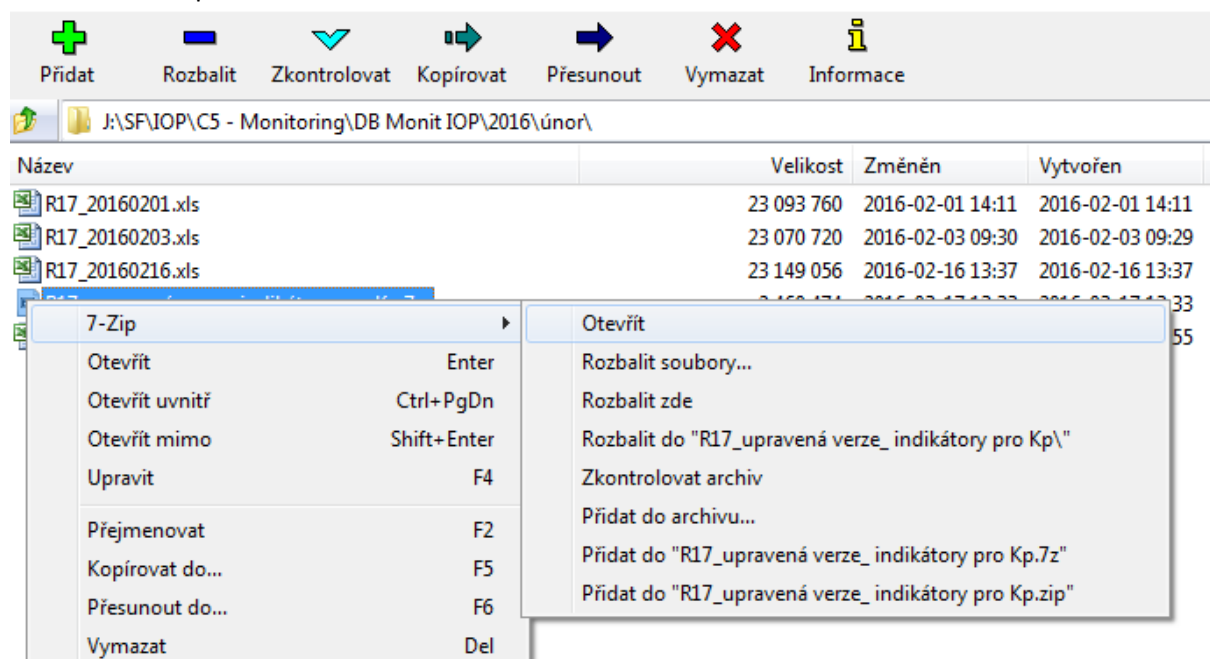 Přidat Rozbalit Zkontrolovat Kopírovat Přesunout Vymazat Informace
J:\SF\IOP\C5 - Monitoring\DB Monit IOP\2016\únor\
Název Velikost Změněn Vytvořen
R17_20160201.xls 23 093 760 2016-02-01 14:11 2016-02-01 14:11
R17_20160203.xls 23 070 720 2016-02-03 09:30 2016-02-03 09:29
R17_20160216.xls 23 149 056 2016-02-16 13:37 2016-02-16 13:37
33
55
7-Zip
Otevřít Enter
Otevřít uvnitř Ctrl+PgDn
Otevřít mimo Shift+Enter
Upravit F4
Přejmenovat F2
Kopírovat do... F5
Přesunout do... F6
Vymazat Del
Otevřít
Rozbalit soubory...
Rozbalit zde
Rozbalit do "R17_upravená verze_ indikátory pro Kp\"
Zkontrolovat archiv
Přidat do archivu...
Přidat do "R17_upravená verze_ indikátory pro Kp.7z"
Přidat do "R17_upravená verze_ indikátory pro Kp.zip"